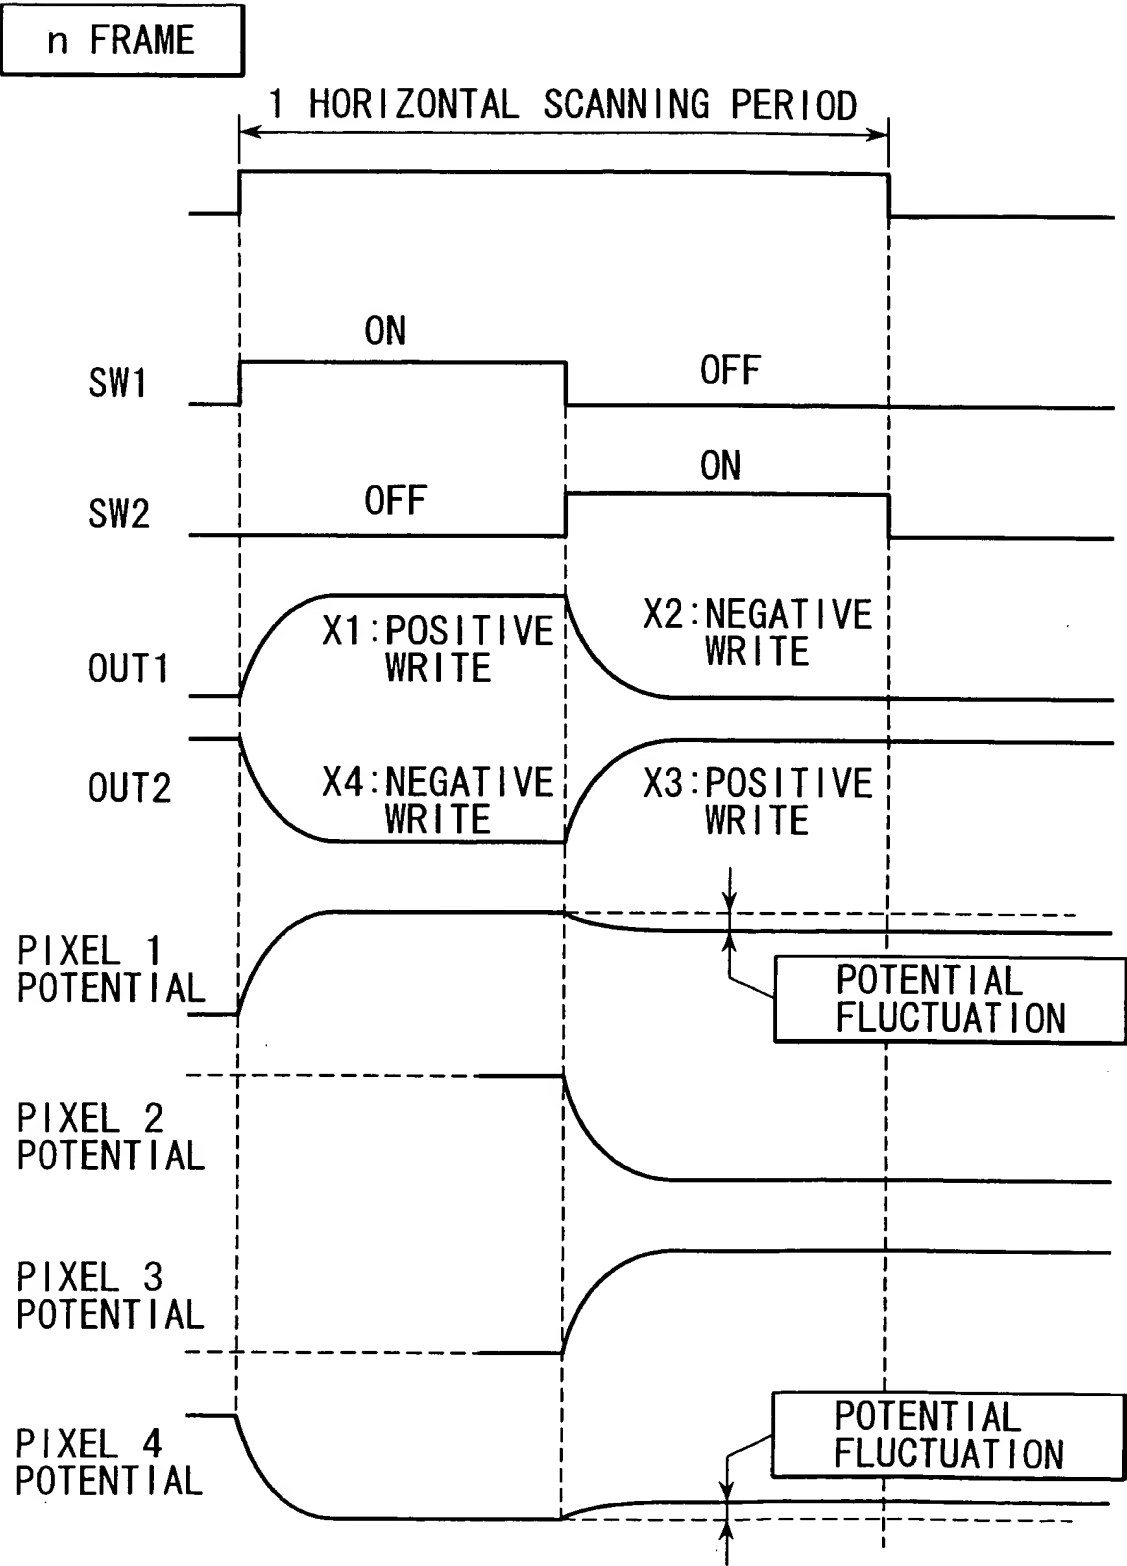 n FRAME
1 HORIZONTAL SCANNING PERIOD
ON
SW1
OFF
ON
SW2
OFF
X1:POSITIVE
WRITE
X2:NEGATIVE
WRITE
OUT1
OUT2
X4:NEGATIVE
WRITE
X3:POSITIVE
WRITE
PIXEL 1
POTENTIAL
POTENTIAL
FLUCTUATION
PIXEL 2
POTENTIAL
PIXEL 3
POTENTIAL
POTENTIAL
FLUCTUATION
PIXEL 4
POTENTIAL